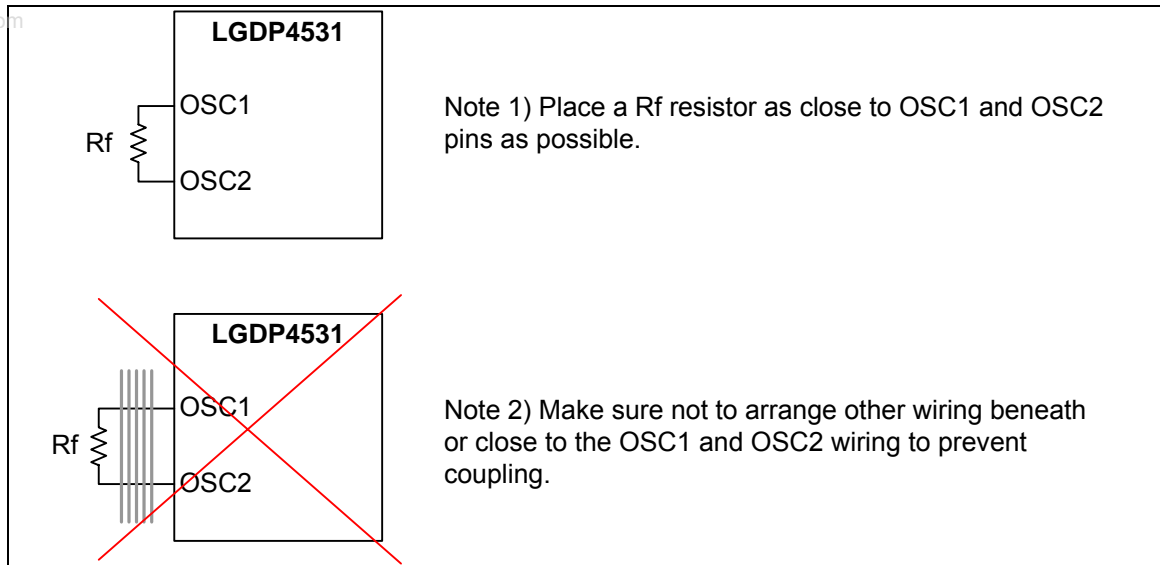 om
LGDP4531
OSC1
Rf
OSC2
Note 1) Place a Rf resistor as close to OSC1 and OSC2
pins as possible.
LGDP4531
OSC1
Rf
OSC2
Note 2) Make sure not to arrange other wiring beneath
or close to the OSC1 and OSC2 wiring to prevent
coupling.